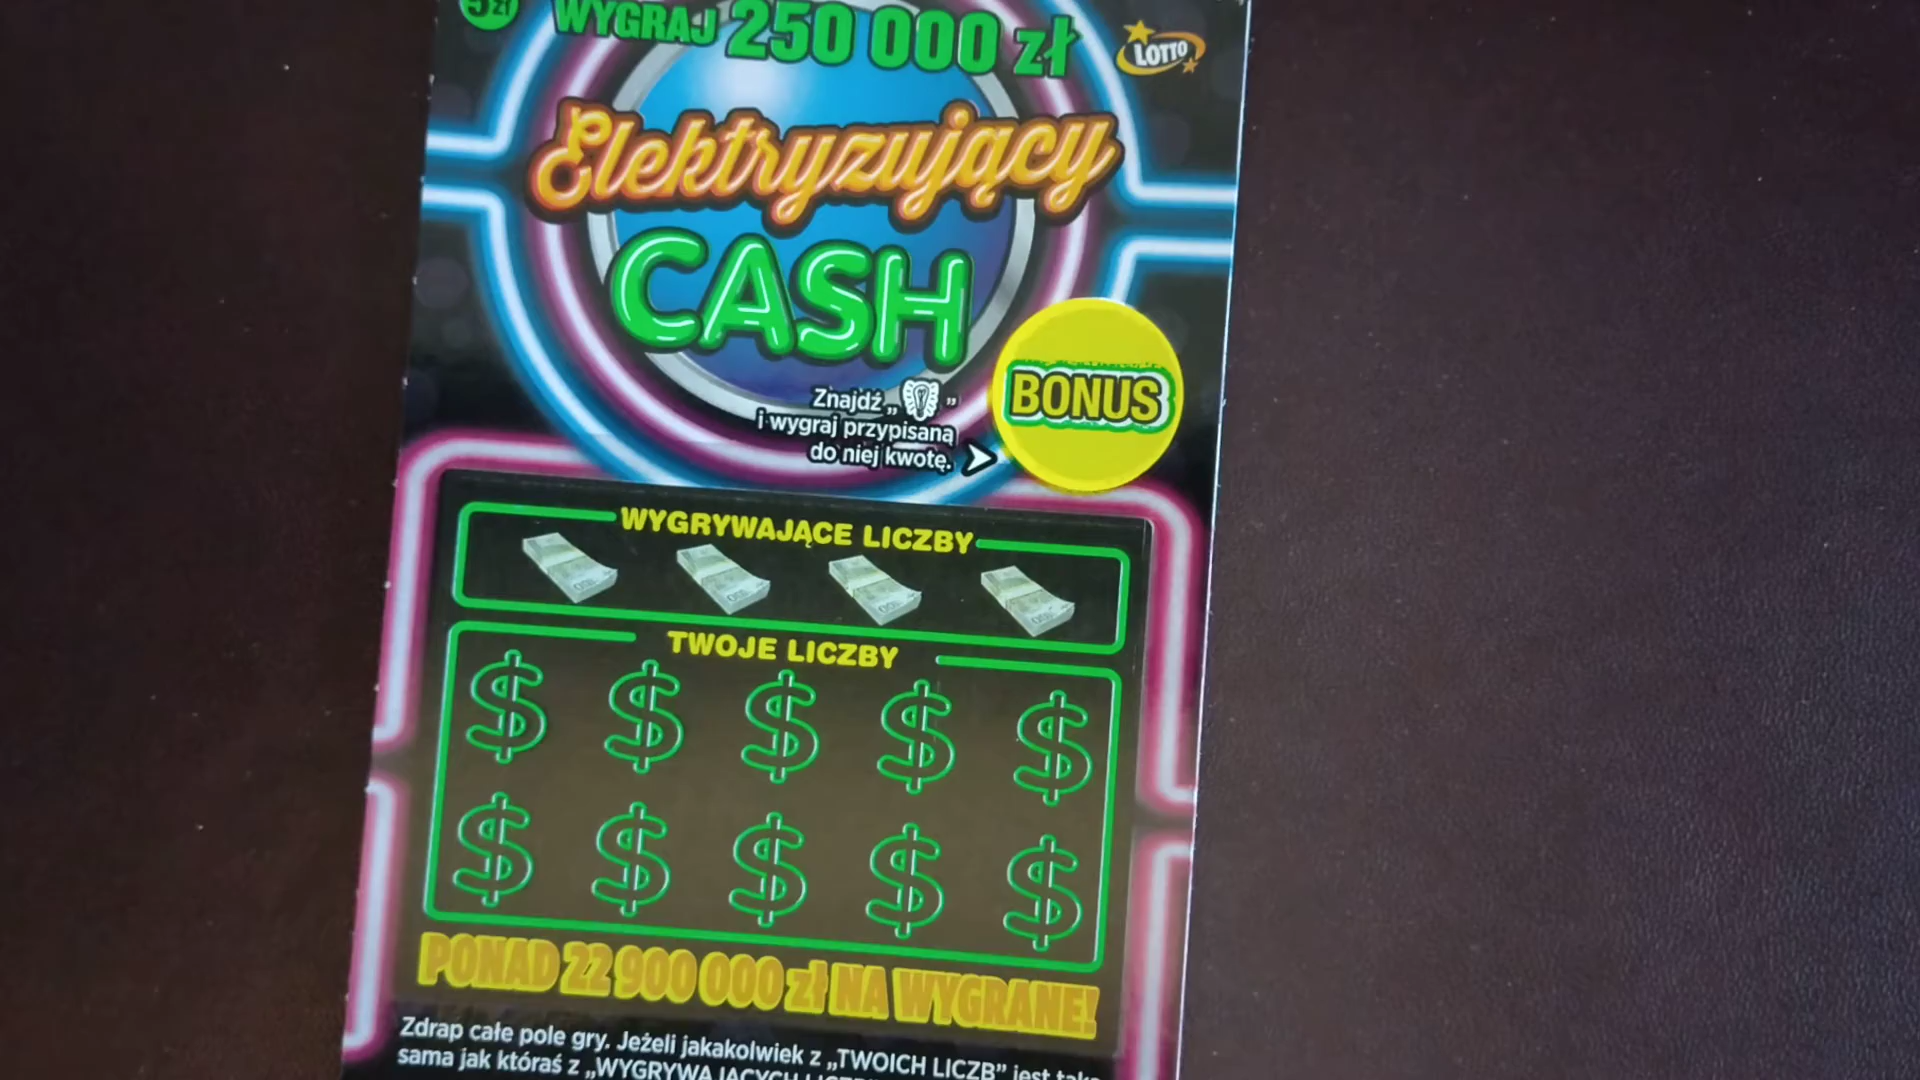 5 zł
WYGRAJ 250 000 zł
LOTTO
Elektryzujący
CASH
Znajdź „ ”
i wygraj przypisaną
do niej kwotę.
BONUS
WYGRYWAJĄCE LICZBY
TWOJE LICZBY
PONAD 22 900 000 zł NA WYGRANE!
Zdrap całe pole gry. Jeżeli jakakolwiek z „TWOICH LICZB” jest taka
sama jak któraś z „WYGRYWAJĄCYCH